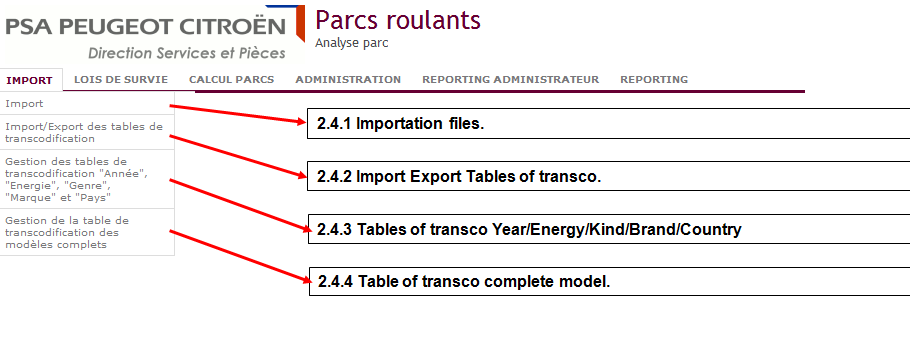 PSA PEUGEOT CITROËN
Direction Services et Pièces
Parcs roulants
Analyse parc
IMPORT LOIS DE SURVIE CALCUL PARCS ADMINISTRATION REPORTING ADMINISTRATEUR REPORTING
Import
Import/Export des tables de
transcodification
Gestion des tables de
transcodification "Année",
"Energie", "Genre",
"Marque" et "Pays"
Gestion de la table de
transcodification des
modèles complets
2.4.1 Importation files.
2.4.2 Import Export Tables of transco.
2.4.3 Tables of transco Year/Energy/Kind/Brand/Country
2.4.4 Table of transco complete model.